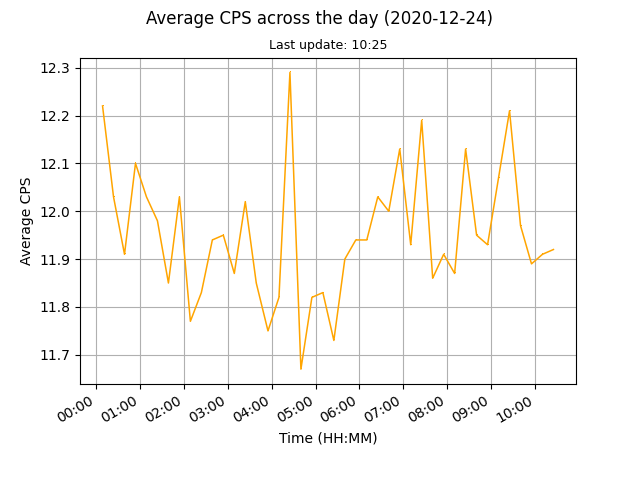 Average CPS across the day (2020-12-24)
Last update: 10:25
12.3
12.2
12.1
12.0
11.9
11.8
11.7
Average CPS
00:00 01:00 02:00 03:00 04:00 05:00 06:00 07:00 08:00 09:00 10:00
Time (HH:MM)